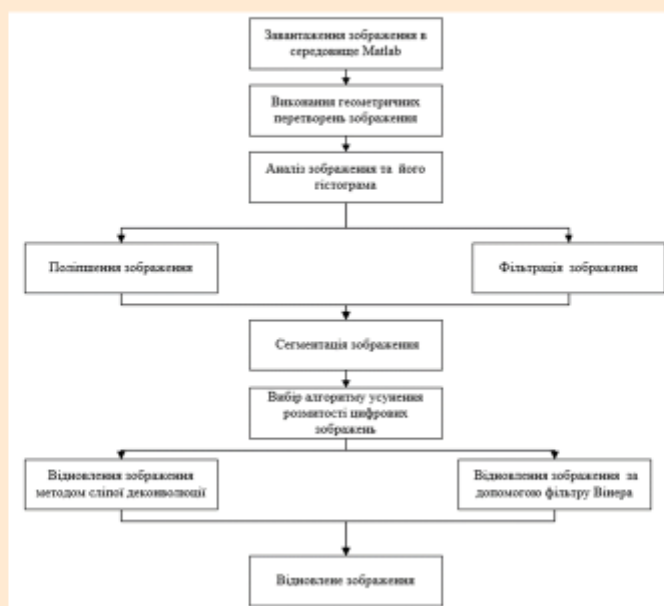 Завантаження зображення в
середовище Matlab
Виконання геометричних
перетворень зображення
Аналіз зображення та його
гістограма
Поліпшення зображення
Фільтрація зображення
Сегментація зображення
Вибір алгоритму усунення
розмитості цифрових
зображень
Відновлення зображення
методом сліпої деконволюції
Відновлення зображення за
допомогою фільтру Вінера
Відновлене зображення